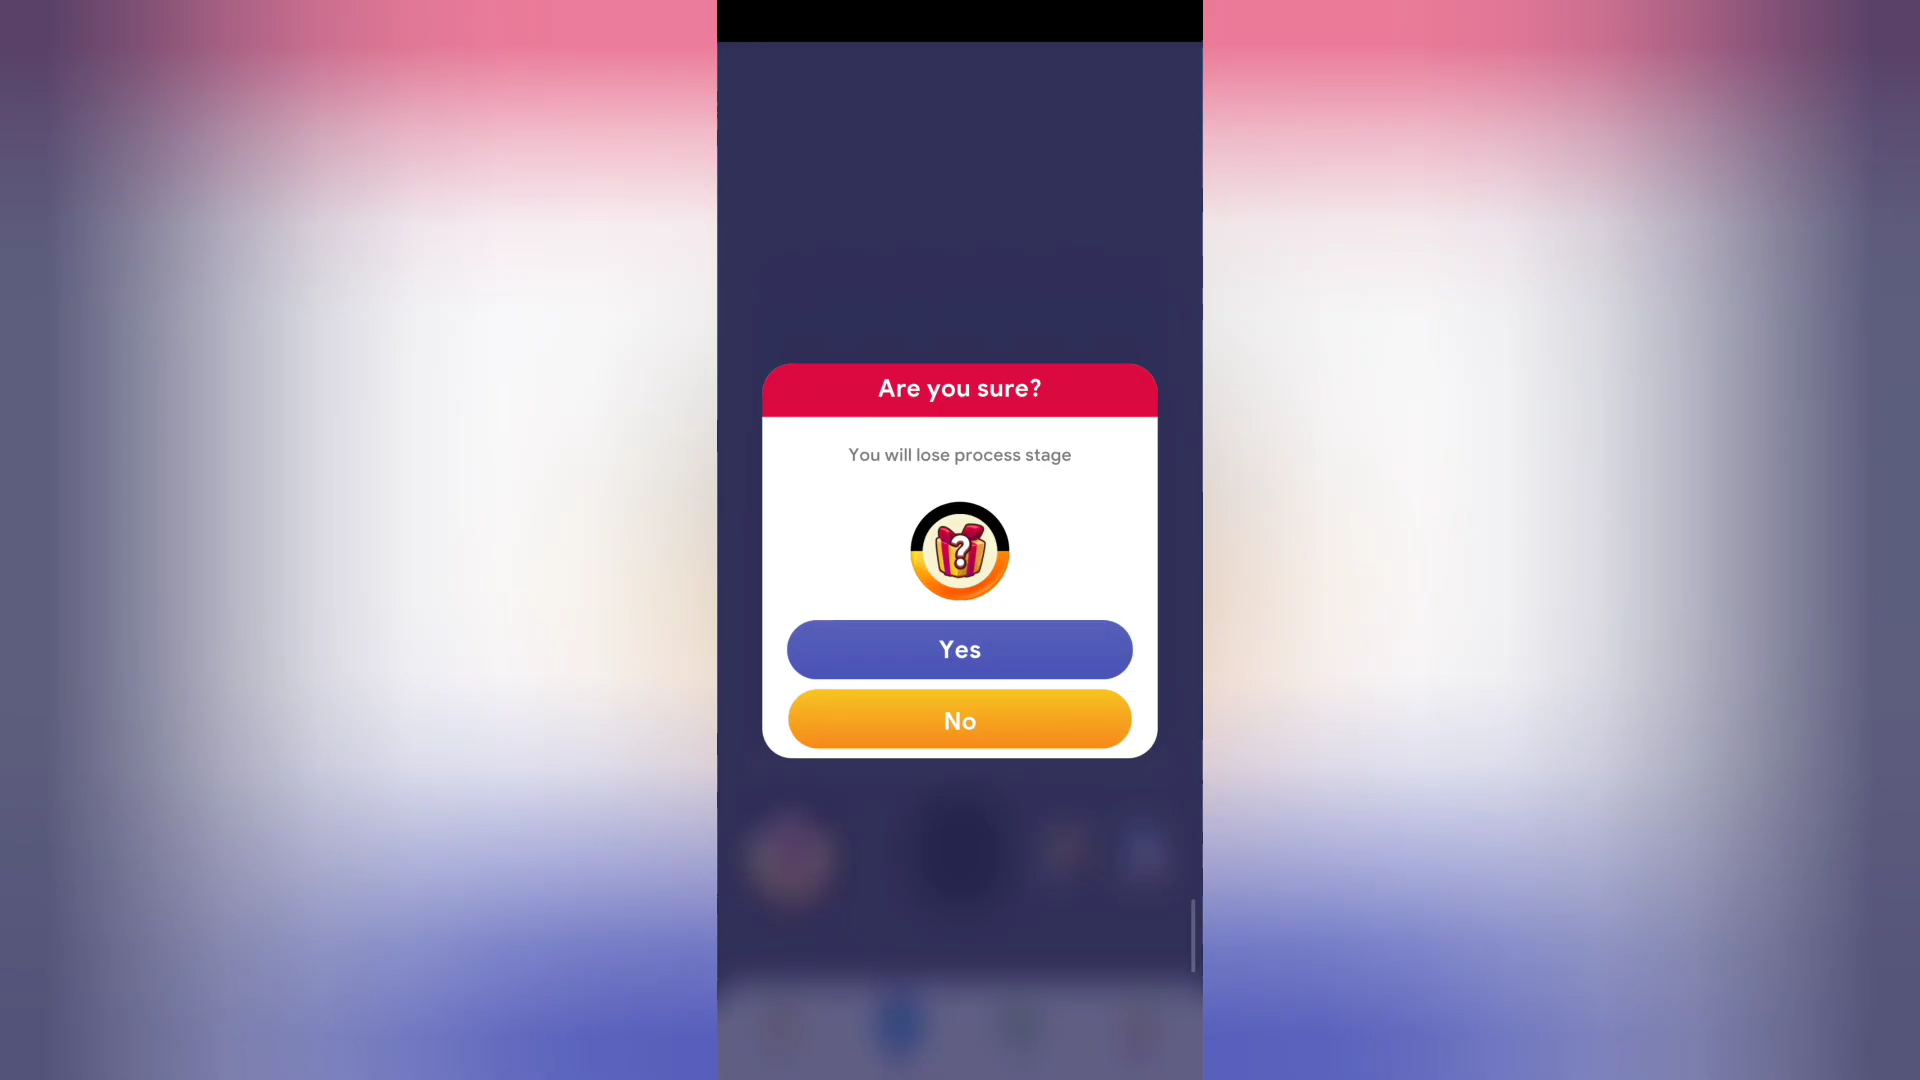 Are you sure?
You will lose process stage
?
Yes
No